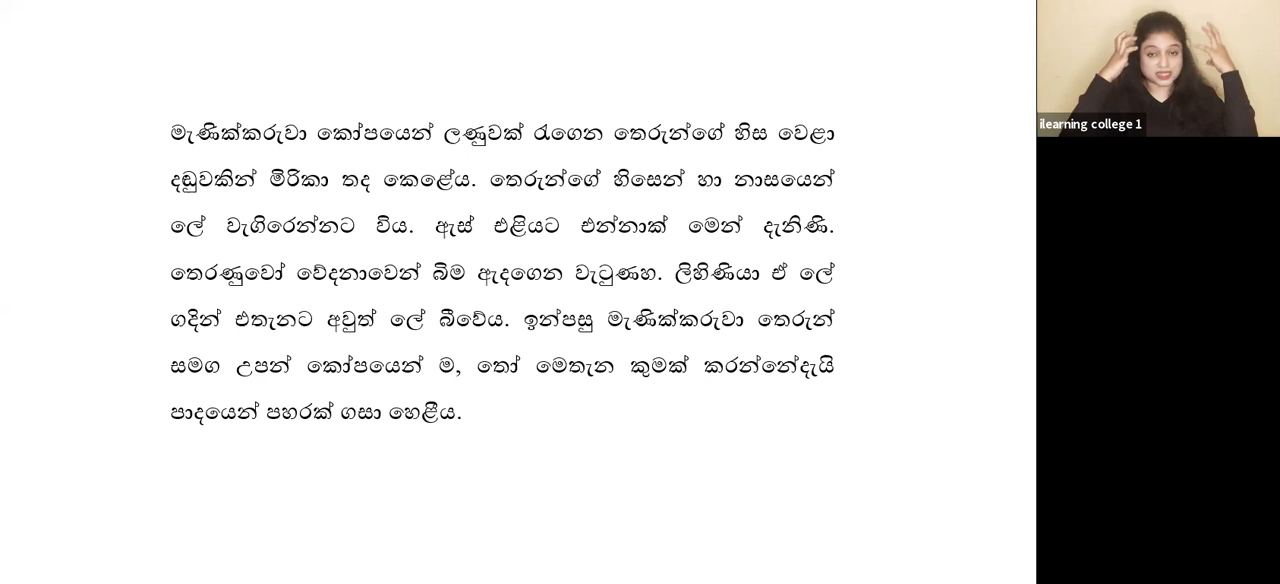 මැණික්කරුවා කෝපයෙන් ලණුවක් රැගෙන තෙරුන්ගේ හිස වෙළා
දඬුවකින් මිරිකා තද කෙළේය. තෙරුන්ගේ හිසෙන් හා නාසයෙන්
ලේ වැගිරෙන්නට විය. ඇස් එළියට එන්නාක් මෙන් දැනිණි.
තෙරණුවෝ වේදනාවෙන් බිම ඇදගෙන වැටුණහ. ලිහිණියා ඒ ලේ
ගදින් එතැනට අවුත් ලේ බීවේය. ඉන්පසු මැණික්කරුවා තෙරුන්
සමග උපන් කෝපයෙන් ම, තෝ මෙතැන කුමක් කරන්නේදැයි
පාදයෙන් පහරක් ගසා හෙළීය.
ilearning college 1